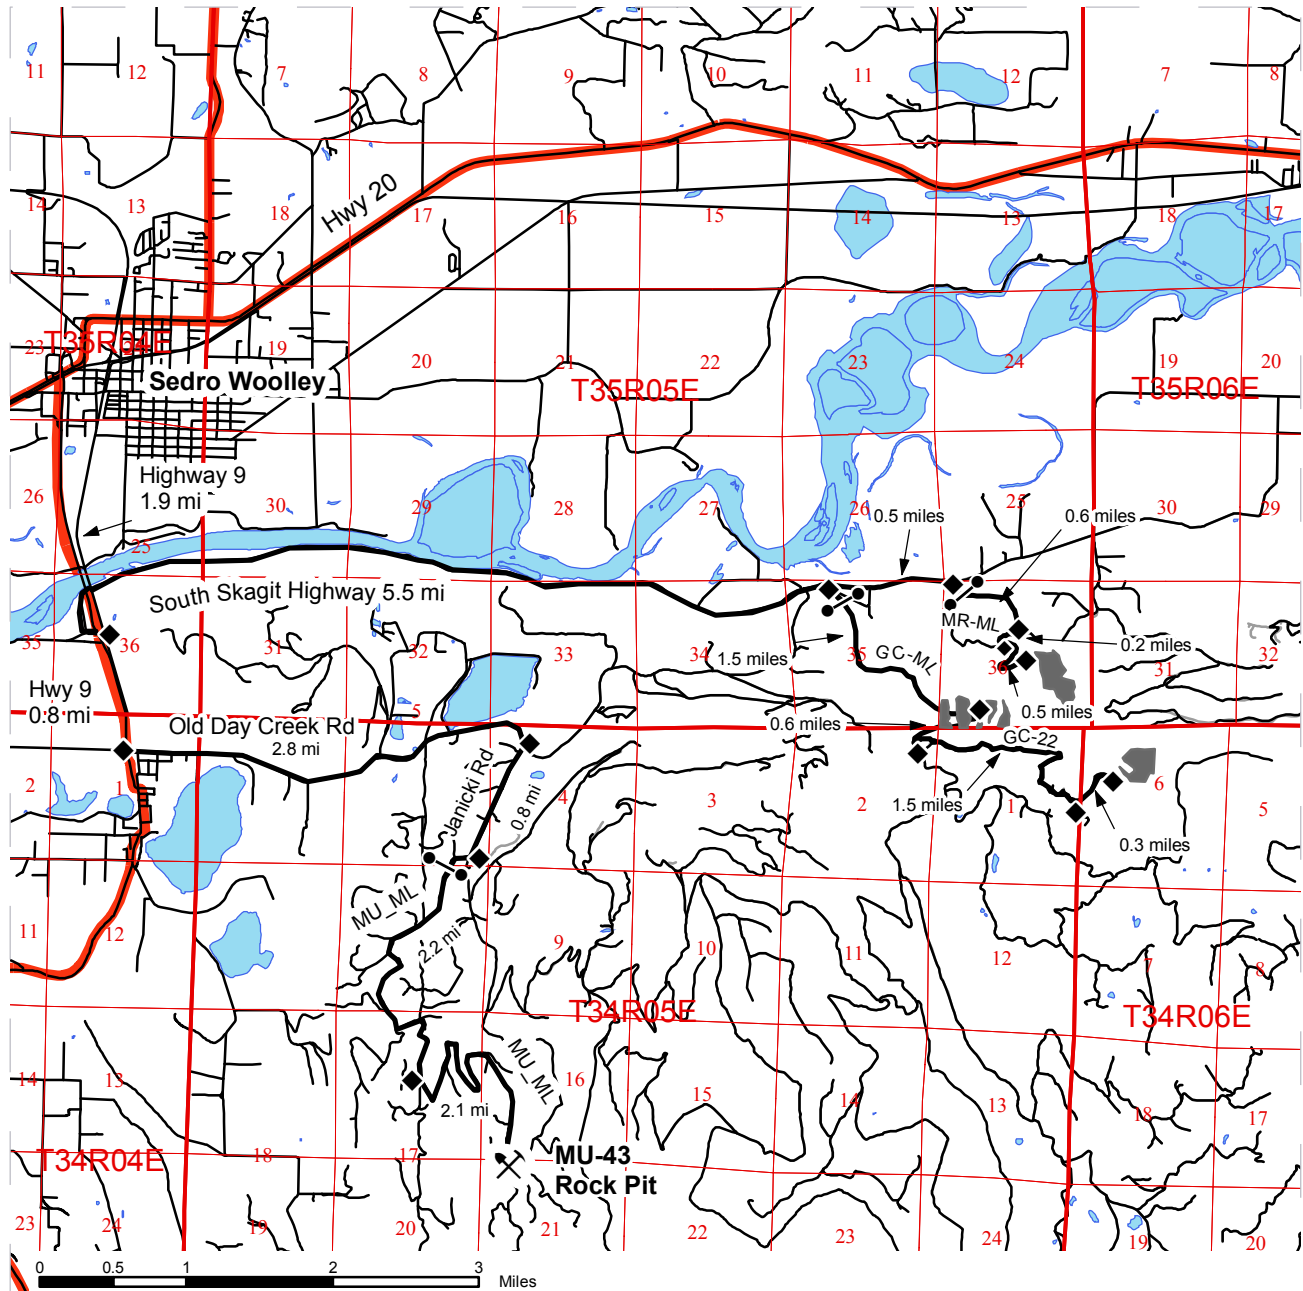 11
12
7
8
9
10
11
12
7
8
14
13
18
Hwy 20
17
16
15
14
13
18
17
T35R04E
23
19
20
21
22
23
24
19
20
Sedro Woolley
T35R05E
T35R06E
Highway 9
1.9 mi
26
25
30
29
28
27
26
0.5 miles
25
0.6 miles
30
29
South Skagit Highway 5.5 mi
35
36
31
32
33
34
1.5 miles
35
GC-ML
MR-ML
36
0.2 miles
31
32
Hwy 9
0.8 mi
Old Day Creek Rd
2.8 mi
5
0.6 miles
0.5 miles
GC-22
2
1
Janicki Rd
0.8 mi
4
3
2
1.5 miles
1
6
5
0.3 miles
MU_ML
2.2 mi
11
12
9
10
11
12
7
8
T34R05E
T34R06E
14
13
MU_ML
2.1 mi
16
15
14
13
18
17
T34R04E
18
17
MU-43
Rock Pit
23
24
19
20
21
22
23
24
19
20
0
0.5
1
2
3
Miles